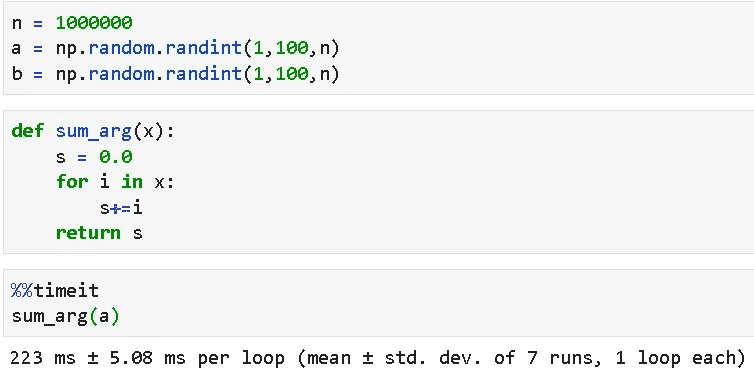 n = 1000000
a = np.random.randint(1,100,n)
b = np.random.randint(1,100,n)
def sum_arg(x):
    s = 0.0
    for i in x:
        s+=i
    return s
%%timeit
sum_arg(a)
223 ms ± 5.08 ms per loop (mean ± std. dev. of 7 runs, 1 loop each)